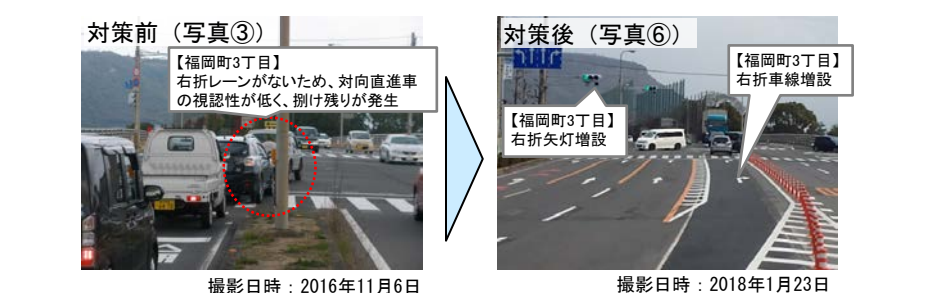 対策前（写真③）
【福岡町3丁目】
右折レーンがないため、対向直進車
の視認性が低く、捌け残りが発生
撮影日時：2016年11月6日
対策後（写真⑥）
【福岡町3丁目】
右折矢灯増設
【福岡町3丁目】
右折車線増設
撮影日時：2018年1月23日